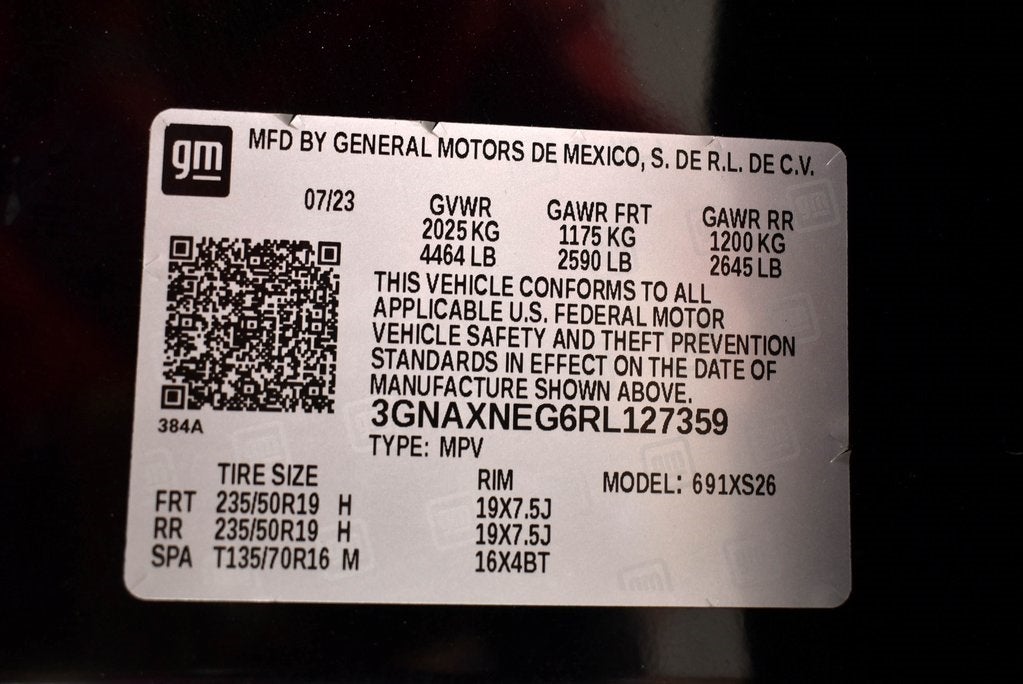 gm
MFD BY GENERAL MOTORS DE MEXICO, S. DE R.L. DE C.V.
07/23 GVWR GAWR FRT GAWR RR
2025 KG 1175 KG 1200 KG
4464 LB 2590 LB 2645 LB
THIS VEHICLE CONFORMS TO ALL
APPLICABLE U.S. FEDERAL MOTOR
VEHICLE SAFETY AND THEFT PREVENTION
STANDARDS IN EFFECT ON THE DATE OF
MANUFACTURE SHOWN ABOVE.
3GNAXNEG6RL127359
384A
TYPE: MPV
TIRE SIZE RIM MODEL: 691XS26
FRT 235/50R19 H 19X7.5J
RR 235/50R19 H 19X7.5J
SPA T135/70R16 M 16X4BT